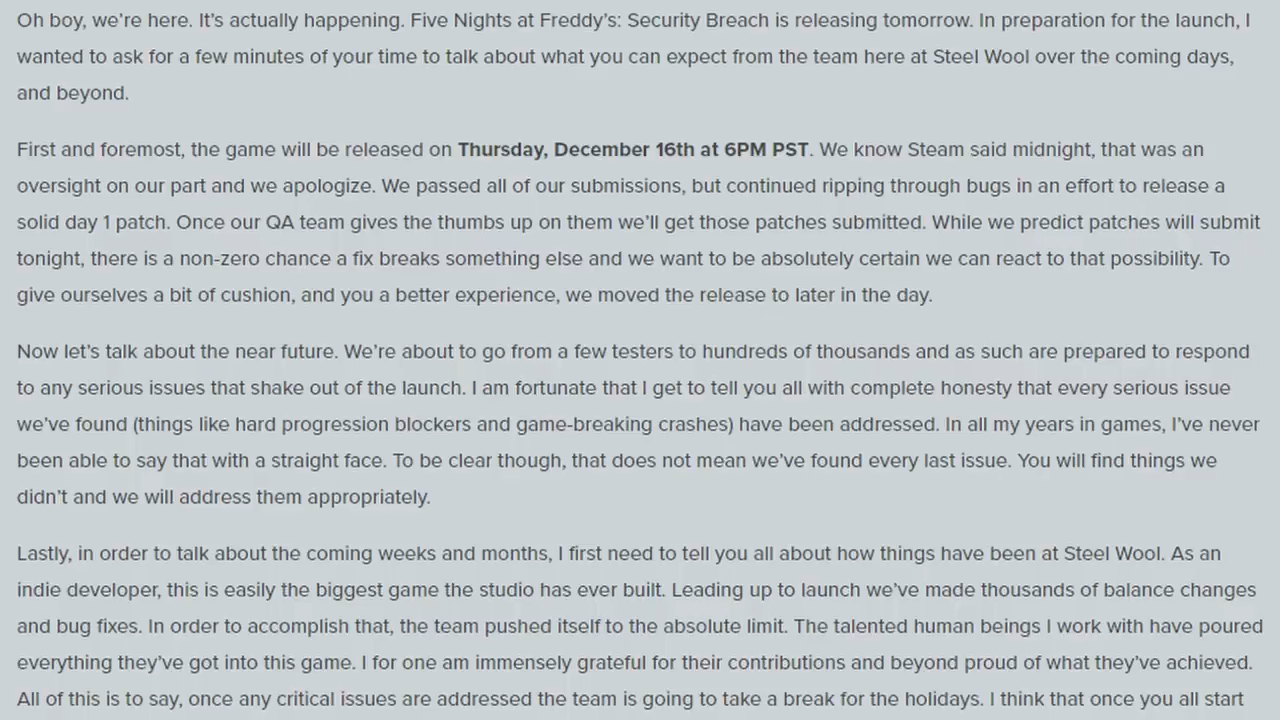 Oh boy, we’re here. It’s actually happening. Five Nights at Freddy’s: Security Breach is releasing tomorrow. In preparation for the launch, I
wanted to ask for a few minutes of your time to talk about what you can expect from the team here at Steel Wool over the coming days,
and beyond.
First and foremost, the game will be released on Thursday, December 16th at 6PM PST. We know Steam said midnight, that was an
oversight on our part and we apologize. We passed all of our submissions, but continued ripping through bugs in an effort to release a
solid day 1 patch. Once our QA team gives the thumbs up on them we’ll get those patches submitted. While we predict patches will submit
tonight, there is a non-zero chance a fix breaks something else and we want to be absolutely certain we can react to that possibility. To
give ourselves a bit of cushion, and you a better experience, we moved the release to later in the day.
Now let’s talk about the near future. We’re about to go from a few testers to hundreds of thousands and as such are prepared to respond
to any serious issues that shake out of the launch. I am fortunate that I get to tell you all with complete honesty that every serious issue
we’ve found (things like hard progression blockers and game-breaking crashes) have been addressed. In all my years in games, I’ve never
been able to say that with a straight face. To be clear though, that does not mean we’ve found every last issue. You will find things we
didn’t and we will address them appropriately.
Lastly, in order to talk about the coming weeks and months, I first need to tell you all about how things have been at Steel Wool. As an
indie developer, this is easily the biggest game the studio has ever built. Leading up to launch we’ve made thousands of balance changes
and bug fixes. In order to accomplish that, the team pushed itself to the absolute limit. The talented human beings I work with have poured
everything they’ve got into this game. I for one am immensely grateful for their contributions and beyond proud of what they’ve achieved.
All of this is to say, once any critical issues are addressed the team is going to take a break for the holidays. I think that once you all start